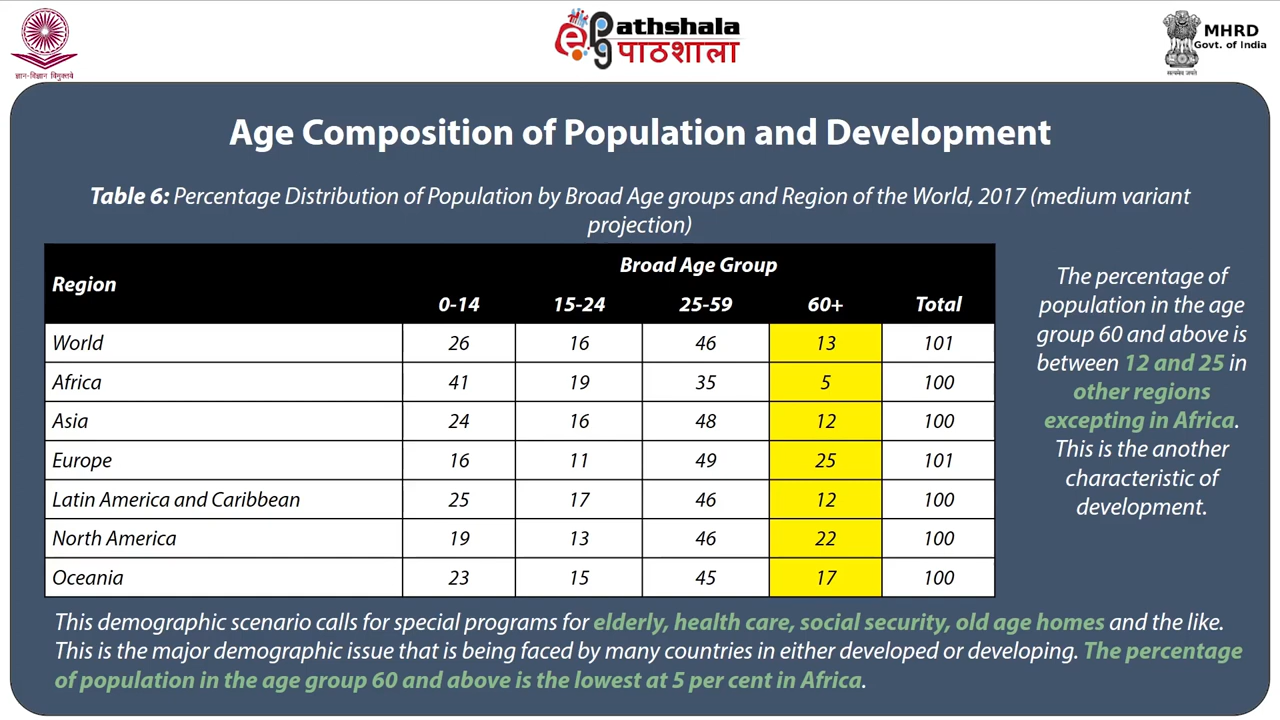 ज्ञान-विज्ञान विमुक्तये
ePathshala
पाठशाला
MHRD
Govt. of India
सत्यमेव जयते
Age Composition of Population and Development
Table 6: Percentage Distribution of Population by Broad Age groups and Region of the World, 2017 (medium variant
projection)
Region Broad Age Group
0-14 15-24 25-59 60+ Total
World 26 16 46 13 101
Africa 41 19 35 5 100
Asia 24 16 48 12 100
Europe 16 11 49 25 101
Latin America and Caribbean 25 17 46 12 100
North America 19 13 46 22 100
Oceania 23 15 45 17 100
The percentage of
population in the age
group 60 and above is
between 12 and 25 in
other regions
excepting in Africa.
This is the another
characteristic of
development.
This demographic scenario calls for special programs for elderly, health care, social security, old age homes and the like.
This is the major demographic issue that is being faced by many countries in either developed or developing. The percentage
of population in the age group 60 and above is the lowest at 5 per cent in Africa.